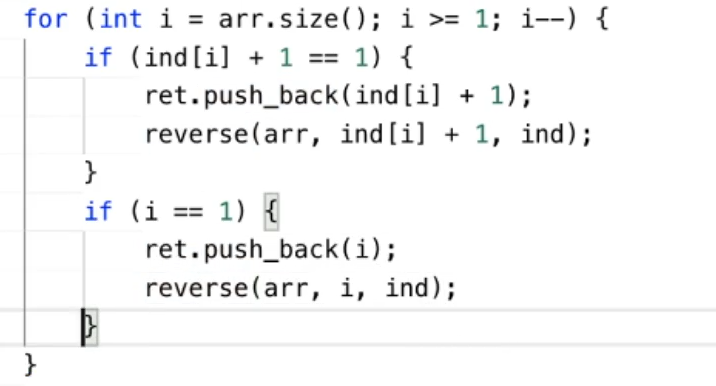 for (int i = arr.size(); i >= 1; i--) {
    if (ind[i] + 1 == 1) {
        ret.push_back(ind[i] + 1);
        reverse(arr, ind[i] + 1, ind);
    }
    if (i == 1) {
        ret.push_back(i);
        reverse(arr, i, ind);
    }
}